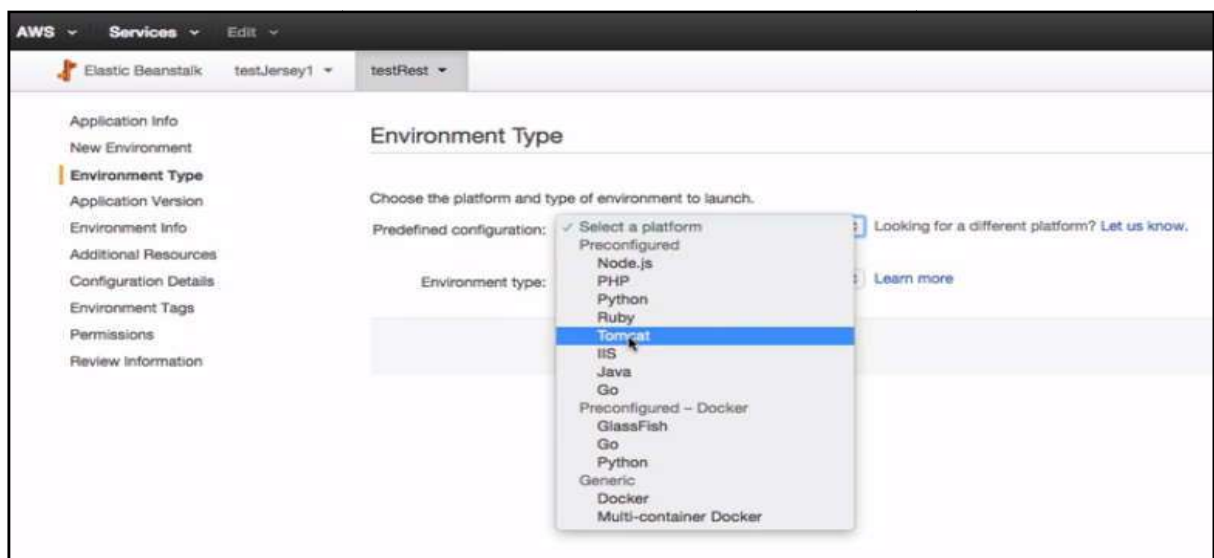 AWS Services Edit
Elastic Beanstalk testJersey1 testRest
Application Info
New Environment
Environment Type
Application Version
Environment Info
Additional Resources
Configuration Details
Environment Tags
Permissions
Review Information
Environment Type
Choose the platform and type of environment to launch.
Predefined configuration: ✓ Select a platform Looking for a different platform? Let us know.
Preconfigured
Node.js
Environment type: PHP Learn more
Python
Ruby
Tomcat
IIS
Java
Go
Preconfigured – Docker
GlassFish
Go
Python
Generic
Docker
Multi-container Docker